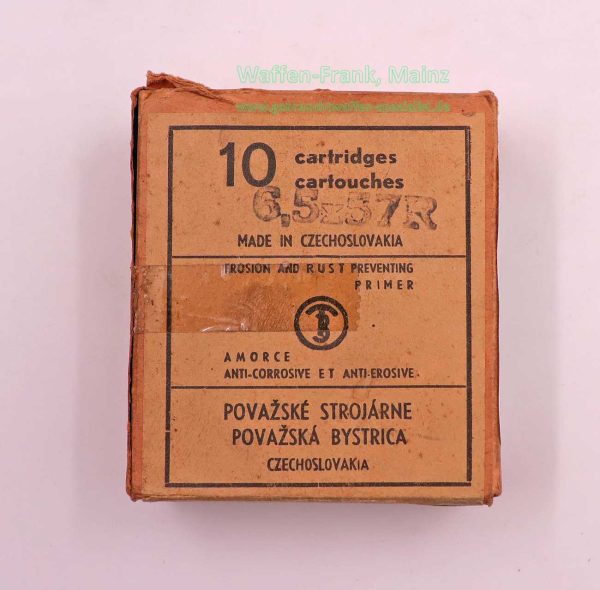 Waffen-Frank, Mainz
10 cartridges
cartouches
6,5x57R
MADE IN CZECHOSLOVAKIA
EROSION AND RUST PREVENTING
PRIMER
AMORCE
ANTI-CORROSIVE ET ANTI-EROSIVE.
POVAŽSKÉ STROJÁRNE
POVAŽSKÁ BYSTRICA
CZECHOSLOVAKIA